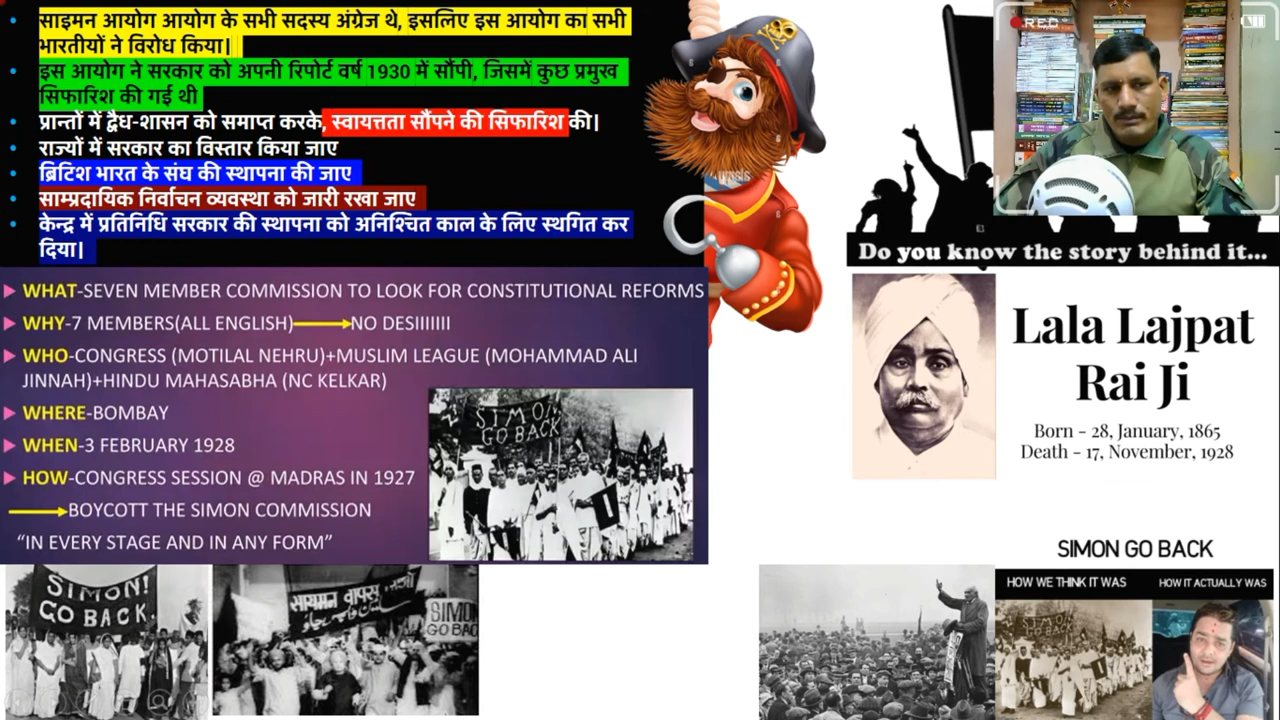 साइमन आयोग आयोग के सभी सदस्य अंग्रेज थे, इसलिए इस आयोग का सभी
भारतीयों ने विरोध किया|
इस आयोग ने सरकार को अपनी रिपोर्ट वर्ष 1930 में सौंपी, जिसमें कुछ प्रमुख
सिफारिश की गई थी
प्रान्तों में द्वैध-शासन को समाप्त करके, स्वायत्तता सौंपने की सिफारिश की|
राज्यों में सरकार का विस्तार किया जाए
ब्रिटिश भारत के संघ की स्थापना की जाए
साम्प्रदायिक निर्वाचन व्यवस्था को जारी रखा जाए
केन्द्र में प्रतिनिधि सरकार की स्थापना को अनिश्चित काल के लिए स्थगित कर
दिया|
WHAT-SEVEN MEMBER COMMISSION TO LOOK FOR CONSTITUTIONAL REFORMS
WHY-7 MEMBERS(ALL ENGLISH) NO DESIIIIIII
WHO-CONGRESS (MOTILAL NEHRU)+MUSLIM LEAGUE (MOHAMMAD ALI
JINNAH)+HINDU MAHASABHA (NC KELKAR)
WHERE-BOMBAY
WHEN-3 FEBRUARY 1928
HOW-CONGRESS SESSION @ MADRAS IN 1927
BOYCOTT THE SIMON COMMISSION
“IN EVERY STAGE AND IN ANY FORM”
SIMON
GO BACK
SIMON!
GO BACK.
सायमन वापस
SIMON
GO BAC
REC
Do you know the story behind it...
Lala Lajpat
Rai Ji
Born - 28, January, 1865
Death - 17, November, 1928
SIMON GO BACK
HOW WE THINK IT WAS
HOW IT ACTUALLY WAS
SIMON
GO BACK